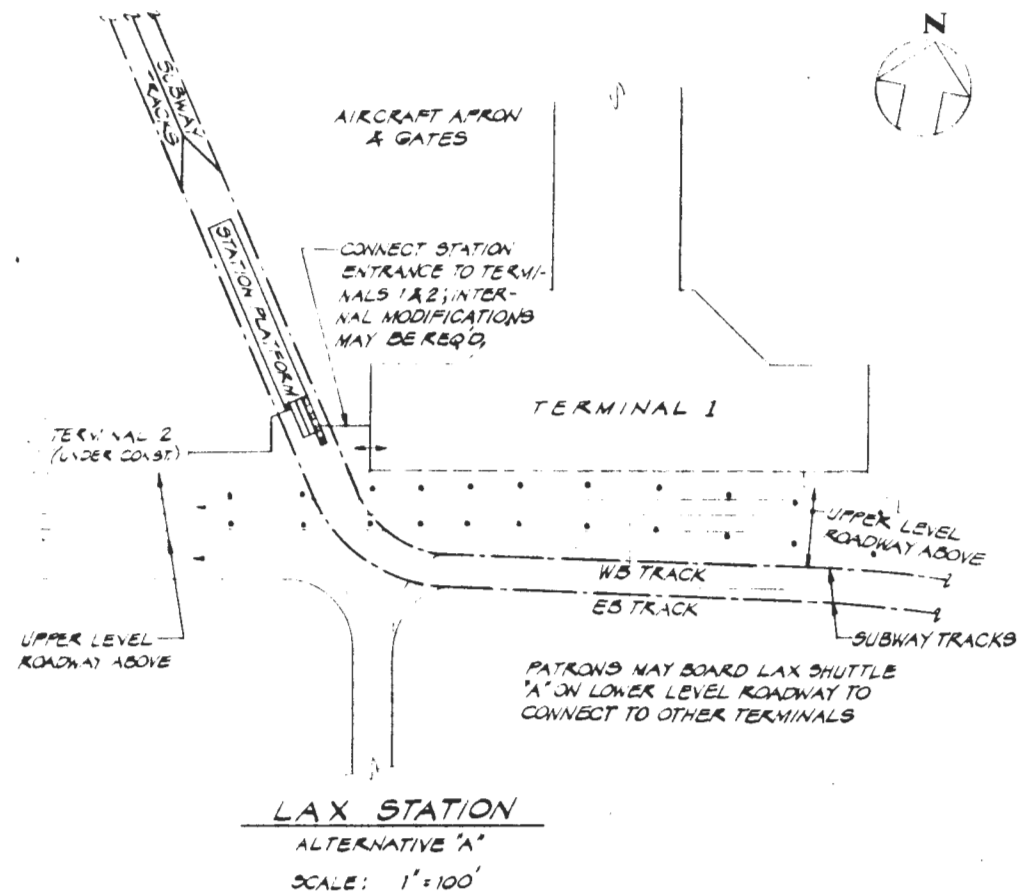 N
SUBWAY
TRACKS
AIRCRAFT APRON
& GATES
STATION PLATFORM
CONNECT STATION
ENTRANCE TO TERMI-
NALS 1 & 2; INTER-
NAL MODIFICATIONS
MAY BE REQ'D.
TERMINAL 1
TERMINAL 2
(UNDER CONST.)
UPPER LEVEL
ROADWAY ABOVE
WB TRACK
EB TRACK
UPPER LEVEL
ROADWAY ABOVE
SUBWAY TRACKS
PATRONS MAY BOARD LAX SHUTTLE
"A" ON LOWER LEVEL ROADWAY TO
CONNECT TO OTHER TERMINALS
LAX STATION
ALTERNATIVE "A"
SCALE: 1"=100'